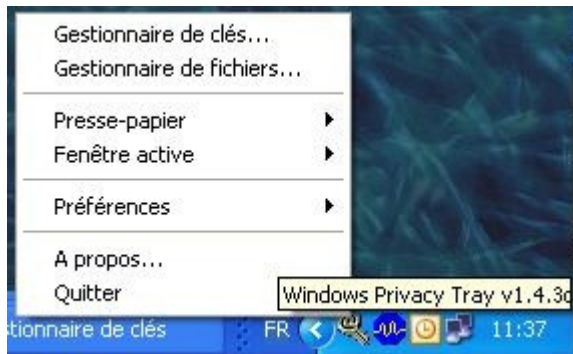 Gestionnaire de clés...
Gestionnaire de fichiers...
Presse-papier
Fenêtre active
Préférences
A propos...
Quitter
Windows Privacy Tray v1.4.3
tionnaire de clés
FR
11:37